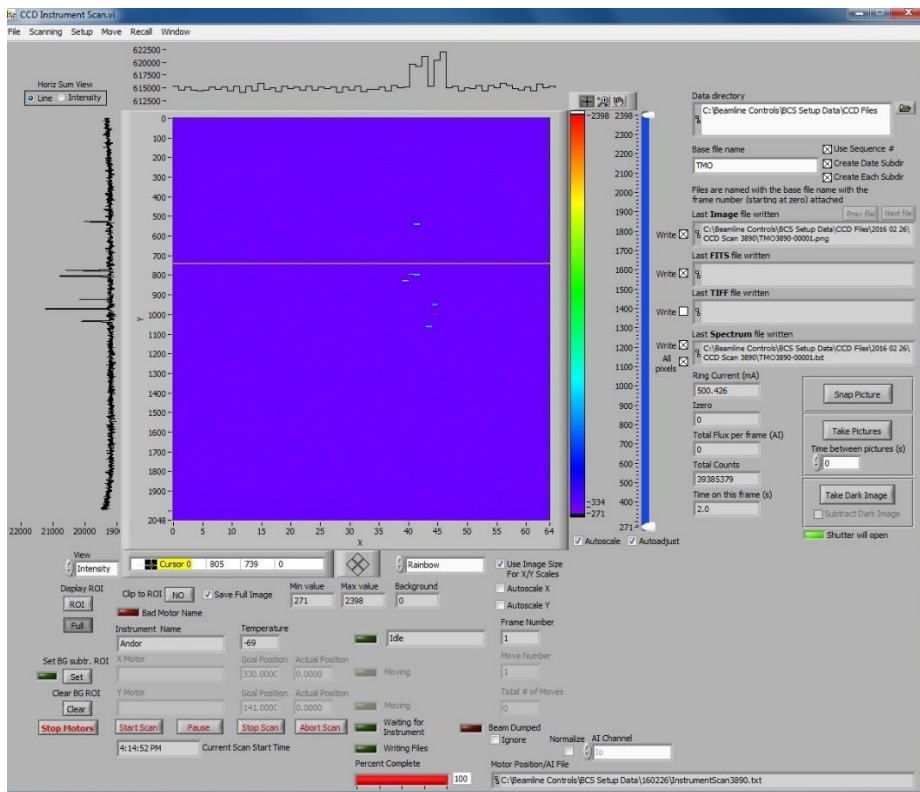 CCD Instrument Scan.vi
File Scanning Setup Move Recall Window
622500
620000
617500
615000
612500
Horiz Sum View
Line Intensity
0
100
200
300
400
500
600
700
800
900
1000
1100
1200
1300
1400
1500
1600
1700
1800
1900
2048
Y
0 5 10 15 20 25 30 35 40 45 50 55 60 64
X
22000 21000 20000 190
2398
334
271
2398
2300
2200
2100
2000
1900
1800
1700
1600
1500
1400
1300
1200
1100
1000
900
800
700
600
500
400
271
Autoscale Autoadjust
Data directory
C:\Beamline Controls\BCS Setup Data\CCD Files
Base file name
TMO
Use Sequence #
Create Date Subdir
Create Each Subdir
Files are named with the base file name with the
frame number (starting at zero) attached
Last Image file written
Prev file Next file
Write
C:\Beamline Controls\BCS Setup Data\CCD Files\2016 02 26\
CCD Scan 3890\TMO3890-00001.png
Last FITS file written
Write
Last TIFF file written
Write
Last Spectrum file written
Write
All
pixels
C:\Beamline Controls\BCS Setup Data\CCD Files\2016 02 26\
CCD Scan 3890\TMO3890-00001.txt
Ring Current (mA)
500.426
Izero
0
Total Flux per frame (AI)
0
Total Counts
39385379
Time on this frame (s)
2.0
Snap Picture
Take Pictures
Time between pictures (s)
0
Take Dark Image
Subtract Dark Image
Shutter will open
View
Intensity
Cursor 0 805 739 0
Rainbow
Use Image Size
For X/Y Scales
Autoscale X
Autoscale Y
Display ROI
ROI
Full
Clip to ROI NO
Save Full Image
Min value
271
Max value
2398
Background
0
Bad Motor Name
Instrument Name
Andor
Temperature
-69
Idle
Frame Number
1
Set BG subtr. ROI
Set
X Motor
Goal Position
330.000C
Actual Position
0.0000
Moving
Move Number
1
Clear BG ROI
Clear
Y Motor
Goal Position
141.000C
Actual Position
0.0000
Moving
Total # of Moves
0
Stop Motors
Start Scan Pause Stop Scan Abort Scan
Waiting for
Instrument
Beam Dumped
Ignore
Normalize
AI Channel
Io
4:14:52 PM
Current Scan Start Time
Writing Files
Percent Complete
100
Motor Position/AI File
C:\Beamline Controls\BCS Setup Data\160226\InstrumentScan3890.txt